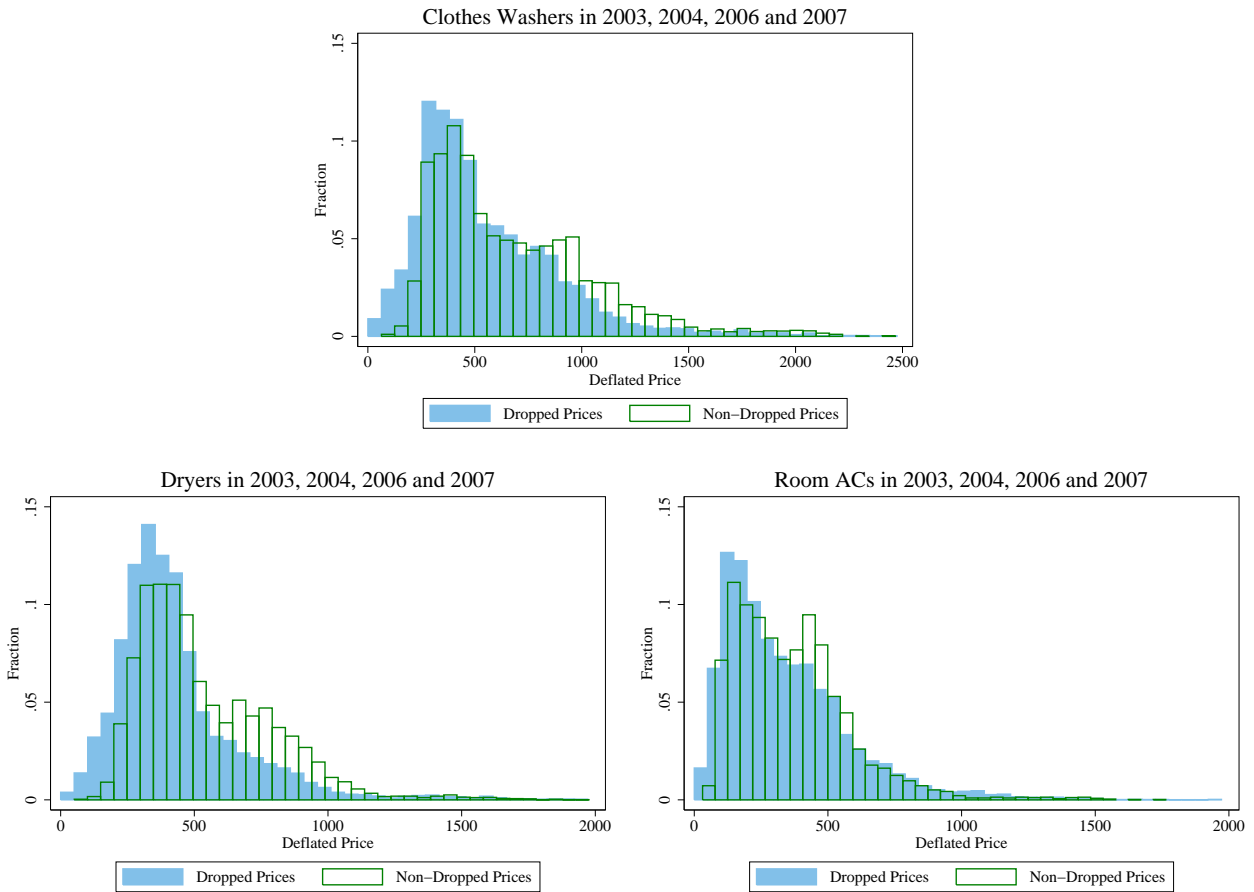 Clothes Washers in 2003, 2004, 2006 and 2007
.15
.1
.05
0
Fraction
0 500 1000 1500 2000 2500
Deflated Price
Dropped Prices Non−Dropped Prices
Dryers in 2003, 2004, 2006 and 2007
.15
.1
.05
0
Fraction
0 500 1000 1500 2000
Deflated Price
Dropped Prices Non−Dropped Prices
Room ACs in 2003, 2004, 2006 and 2007
.15
.1
.05
0
Fraction
0 500 1000 1500 2000
Deflated Price
Dropped Prices Non−Dropped Prices